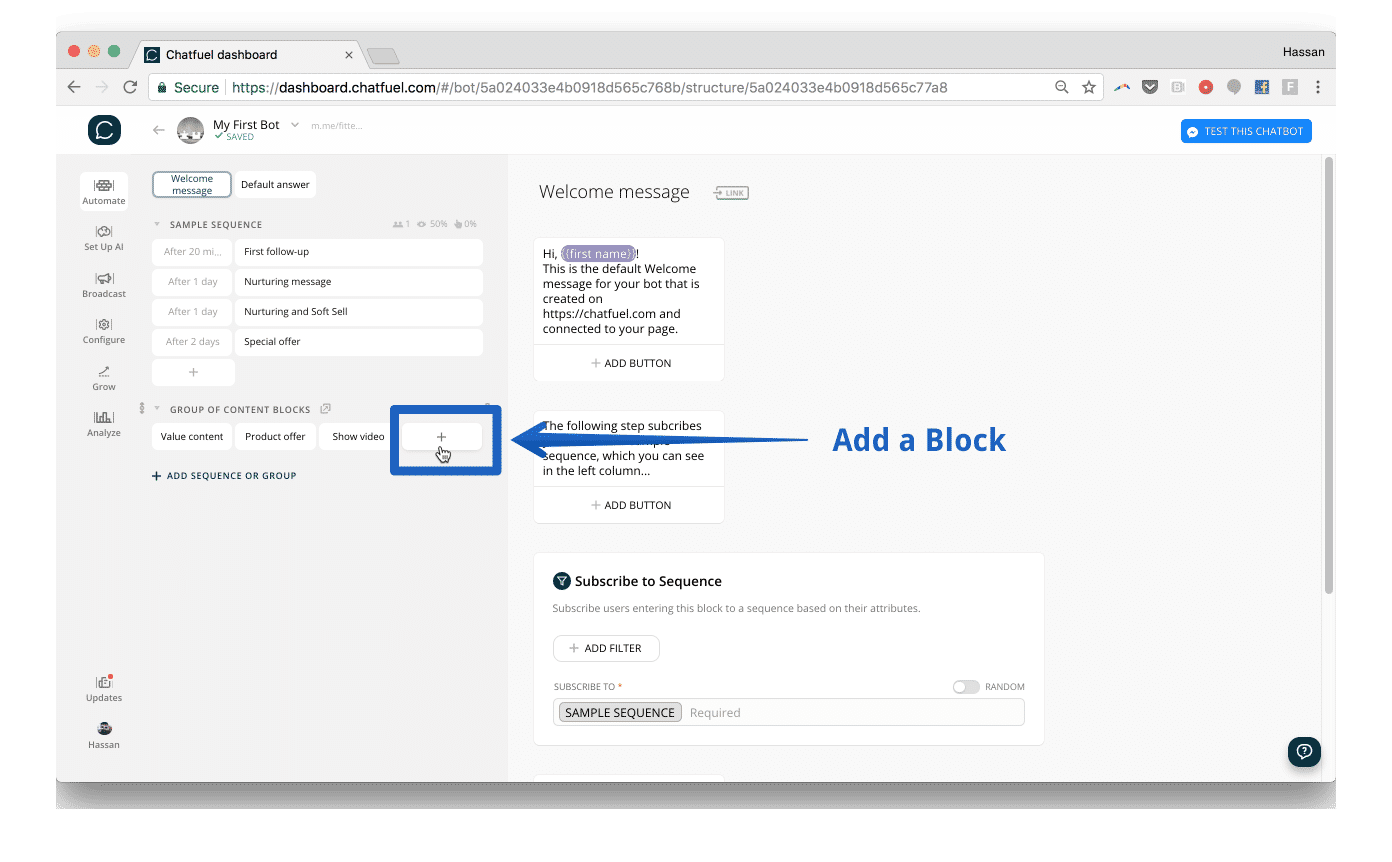 Chatfuel dashboard
Hassan
Secure https://dashboard.chatfuel.com/#/bot/5a024033e4b0918d565c768b/structure/5a024033e4b0918d565c77a8
My First Bot
m.me/fitte...
SAVED
TEST THIS CHATBOT
Automate
Set Up AI
Broadcast
Configure
Grow
Analyze
Updates
Hassan
Welcome
message
Default answer
SAMPLE SEQUENCE 1 50% 0%
After 20 mi... First follow-up
After 1 day Nurturing message
After 1 day Nurturing and Soft Sell
After 2 days Special offer
+
GROUP OF CONTENT BLOCKS
Value content Product offer Show video +
+ ADD SEQUENCE OR GROUP
Add a Block
Welcome message LINK
Hi, {{first name}}!
This is the default Welcome
message for your bot that is
created on
https://chatfuel.com and
connected to your page.
+ ADD BUTTON
The following step subcribes
sequence, which you can see
in the left column...
+ ADD BUTTON
Subscribe to Sequence
Subscribe users entering this block to a sequence based on their attributes.
+ ADD FILTER
SUBSCRIBE TO * RANDOM
SAMPLE SEQUENCE Required